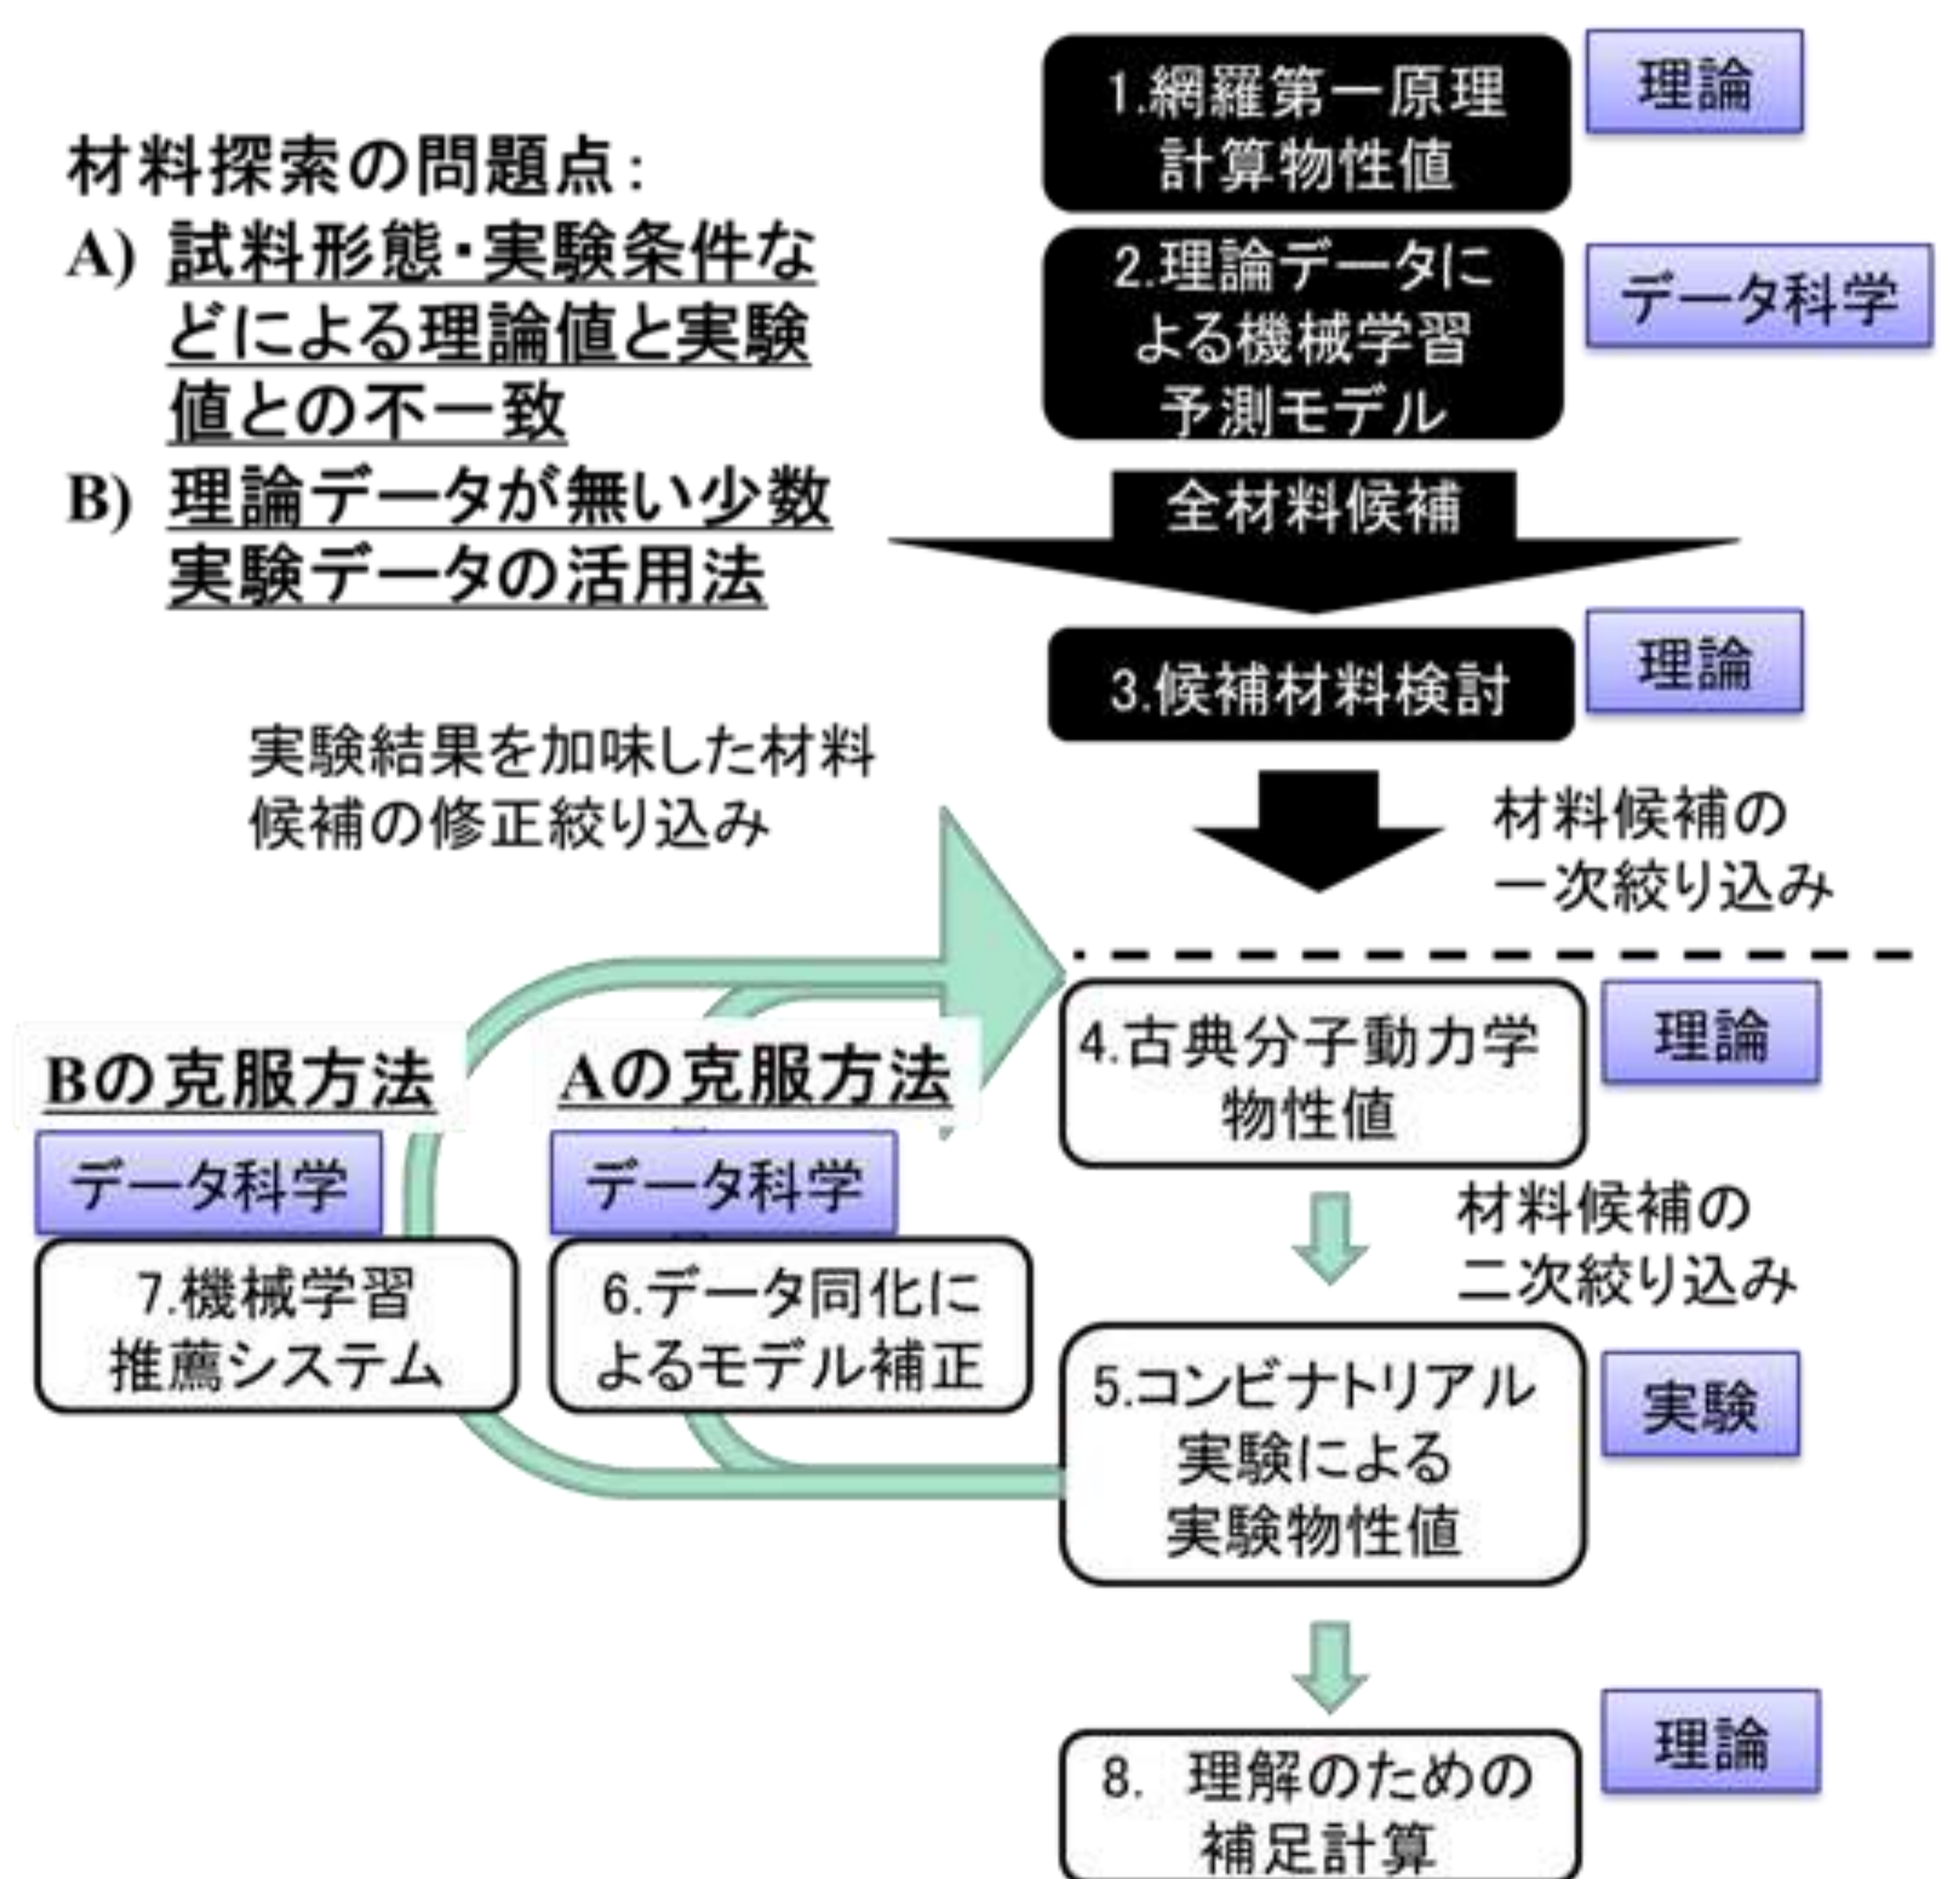 材料探索の問題点:
A) 試料形態・実験条件な
どによる理論値と実験
値との不一致
B) 理論データが無い少数
実験データの活用法
1.網羅第一原理
計算物性値
理論
2.理論データに
よる機械学習
予測モデル
データ科学
全材料候補
3.候補材料検討
理論
材料候補の
一次絞り込み
実験結果を加味した材料
候補の修正絞り込み
4.古典分子動力学
物性値
理論
材料候補の
二次絞り込み
Bの克服方法
データ科学
7.機械学習
推薦システム
Aの克服方法
データ科学
6.データ同化に
よるモデル補正
5.コンビナトリアル
実験による
実験物性値
実験
8. 理解のための
補足計算
理論